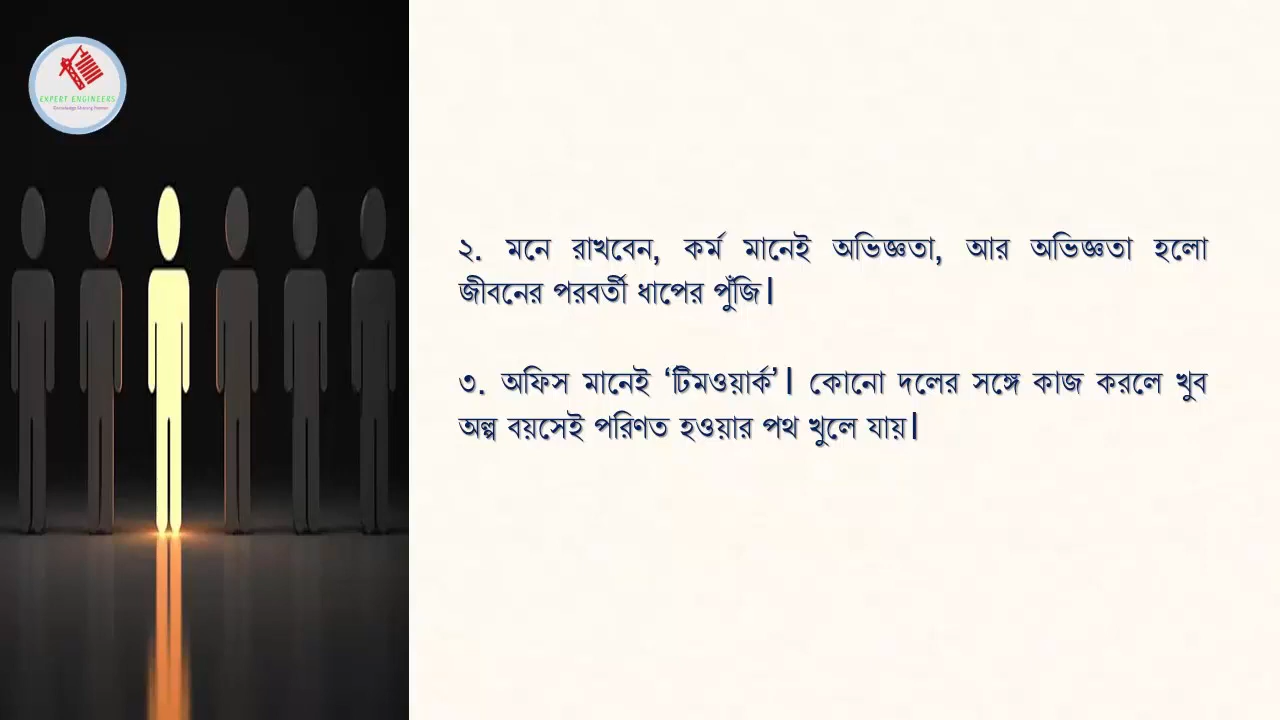 EXPERT ENGINEERS
২. মনে রাখবেন, কর্ম মানেই অভিজ্ঞতা, আর অভিজ্ঞতা হলো
জীবনের পরবর্তী ধাপের পুঁজি।
৩. অফিস মানেই ‘টিমওয়ার্ক’। কোনো দলের সঙ্গে কাজ করলে খুব
অল্প বয়সেই পরিণত হওয়ার পথ খুলে যায়।